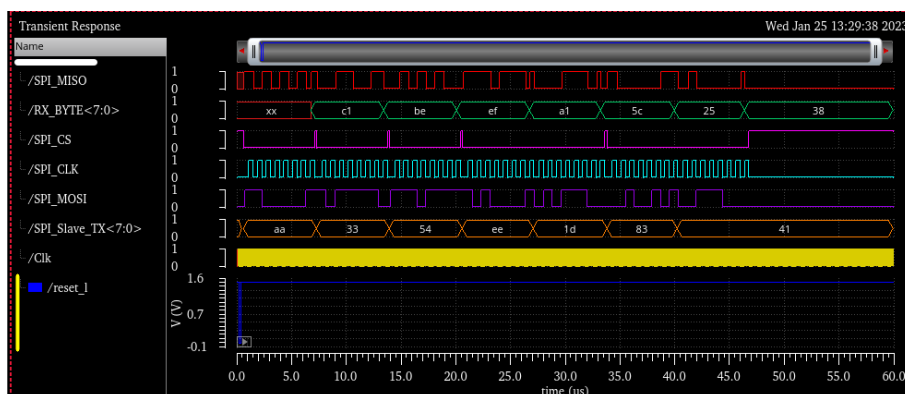 Transient Response
Wed Jan 25 13:29:38 2023
Name
/SPI_MISO
1
0
/RX_BYTE<7:0>
1
0
xx c1 be ef a1 5c 25 38
/SPI_CS
1
0
/SPI_CLK
1
0
/SPI_MOSI
1
0
/SPI_Slave_TX<7:0>
1
0
aa 33 54 ee 1d 83 41
/Clk
1
0
/reset_l
V (V)
1.6
0.7
-0.1
0.0 5.0 10.0 15.0 20.0 25.0 30.0 35.0 40.0 45.0 50.0 55.0 60.0
time (us)